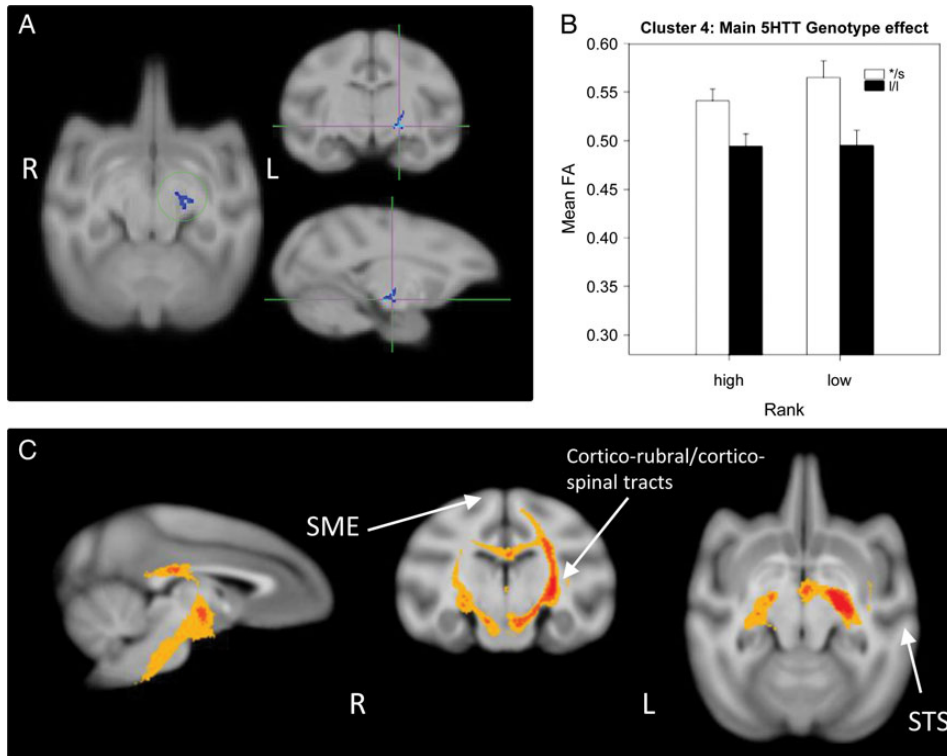 A
R
L
B
Cluster 4: Main 5HTT Genotype effect
0.60
0.55
0.50
0.45
0.40
0.35
0.30
Mean FA
*/s
l/l
high
low
Rank
C
SME
Cortico-rubral/cortico-
spinal tracts
R
L
STS